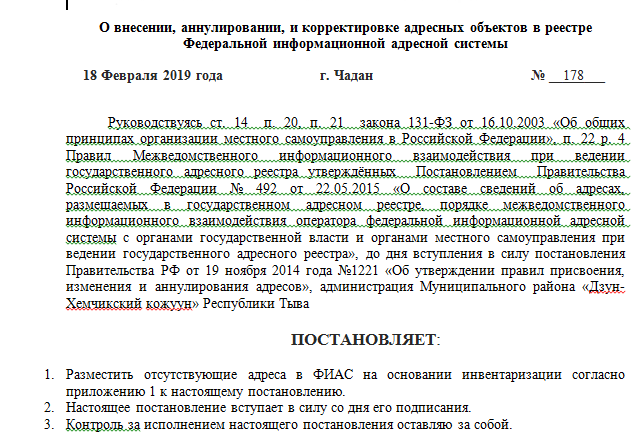 О внесении, аннулировании, и корректировке адресных объектов в реестре
Федеральной информационной адресной системы
18 Февраля 2019 года г. Чадан № 178
Руководствуясь ст. 14 п. 20, п. 21 закона 131-ФЗ от 16.10.2003 «Об общих
принципах организации местного самоуправления в Российской Федерации», п. 22 р. 4
Правил Межведомственного информационного взаимодействия при ведении
государственного адресного реестра утверждённых Постановлением Правительства
Российской Федерации № 492 от 22.05.2015 «О составе сведений об адресах,
размещаемых в государственном адресном реестре, порядке межведомственного
информационного взаимодействия оператора федеральной информационной адресной
системы с органами государственной власти и органами местного самоуправления при
ведении государственного адресного реестра», до дня вступления в силу постановления
Правительства РФ от 19 ноября 2014 года №1221 «Об утверждении правил присвоения,
изменения и аннулирования адресов», администрация Муниципального района «Дзун-
Хемчикский кожуун» Республики Тыва
ПОСТАНОВЛЯЕТ:
1. Разместить отсутствующие адреса в ФИАС на основании инвентаризации согласно
приложению 1 к настоящему постановлению.
2. Настоящее постановление вступает в силу со дня его подписания.
3. Контроль за исполнением настоящего постановления оставляю за собой.